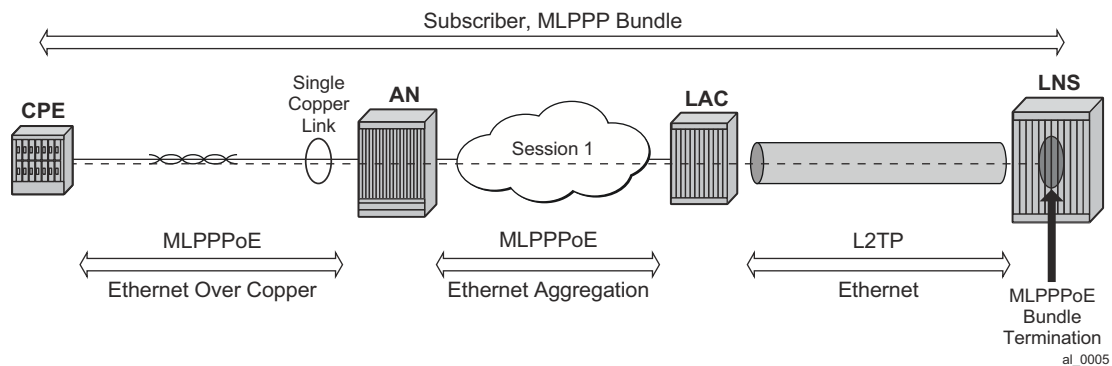 Subscriber, MLPPP Bundle
CPE
Single
Copper
Link
AN
Session 1
LAC
LNS
MLPPPoE
Ethernet Over Copper
MLPPPoE
Ethernet Aggregation
L2TP
Ethernet
MLPPPoE
Bundle
Termination
al_0005